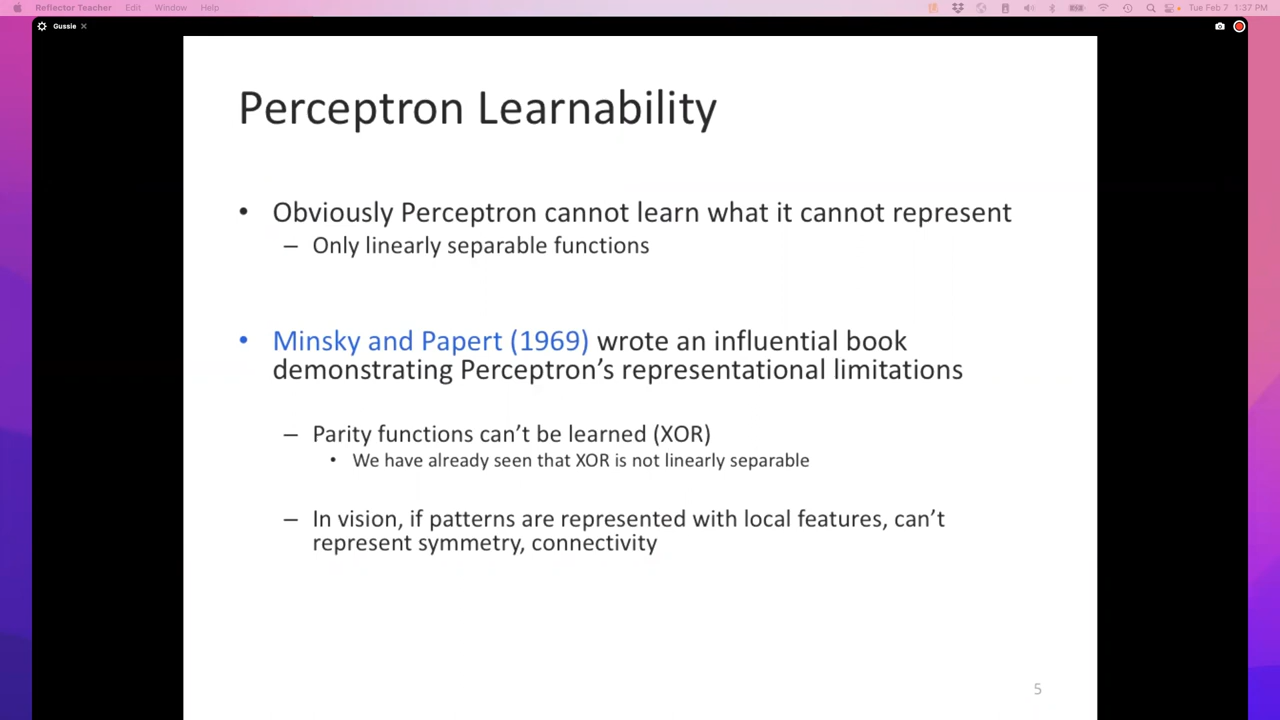 Reflector Teacher Edit Window Help Tue Feb 7 1:37 PM
Gussie
Perceptron Learnability
• Obviously Perceptron cannot learn what it cannot represent
– Only linearly separable functions
• Minsky and Papert (1969) wrote an influential book
demonstrating Perceptron’s representational limitations
– Parity functions can’t be learned (XOR)
• We have already seen that XOR is not linearly separable
– In vision, if patterns are represented with local features, can’t
represent symmetry, connectivity
5